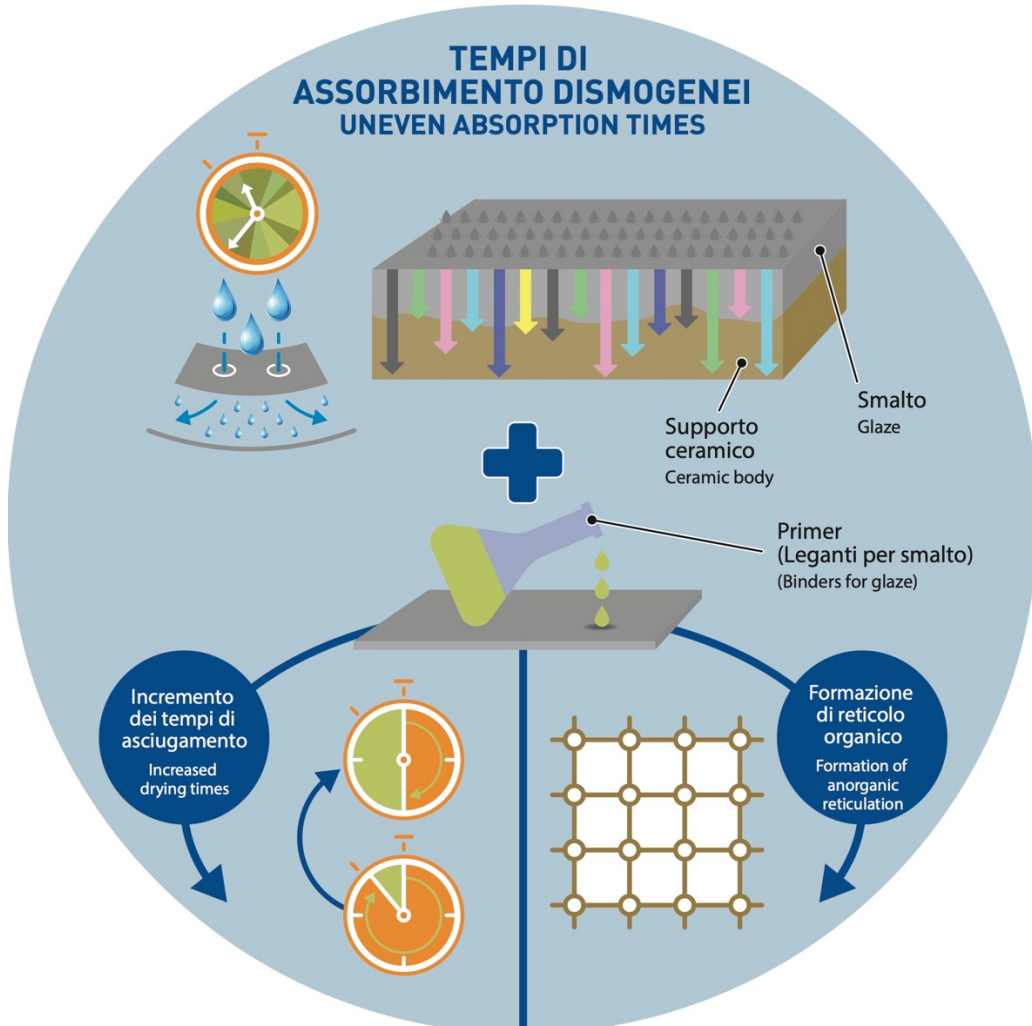 TEMPI DI
ASSORBIMENTO DISMOGENEI
UNEVEN ABSORPTION TIMES
Smalto
Glaze
Supporto
ceramico
Ceramic body
Primer
(Leganti per smalto)
(Binders for glaze)
Incremento
dei tempi di
asciugamento
Increased
drying times
Formazione
di reticolo
organico
Formation of
anorganic
reticulation